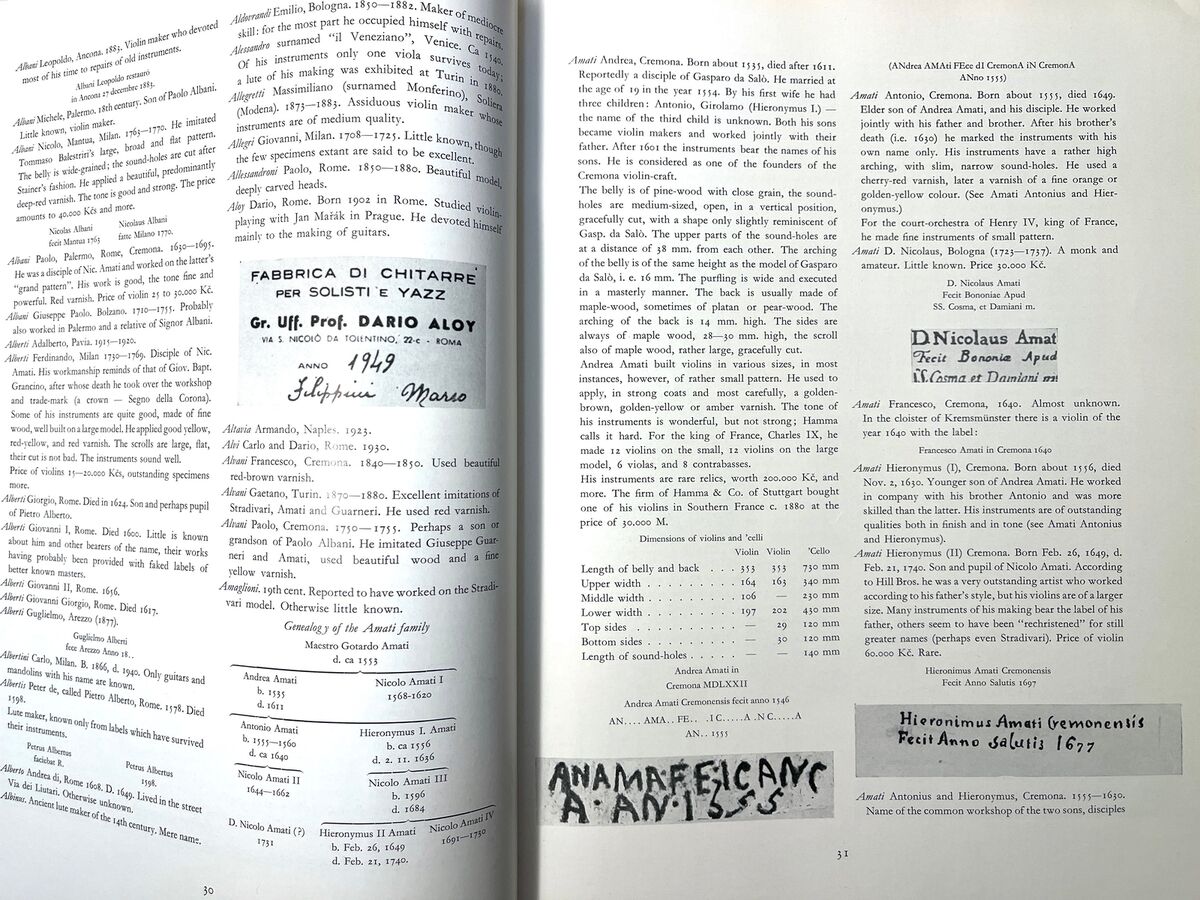 Albani Leopoldo, Ancona. 1883. Violin maker who devoted
most of his time to repairs of old instruments.
Albani Leopoldo restaurò
in Ancona 27 decembre 1883.
Albani Michele, Palermo. 18th century. Son of Paolo Albani.
Little known, violin maker.
Albani Nicolo, Mantua, Milan. 1763–1770. He imitated
Tommaso Balestriti's large, broad and flat pattern.
The belly is wide-grained; the sound-holes are cut after
Stainer's fashion. He applied a beautiful, predominantly
deep-red varnish. The tone is good and strong. The price
amounts to 40.000 Kčs and more.
Nicolas Albani
fecit Mantua 1763
Nicolaus Albani
fatte Milano 1770.
Albani Paolo, Palermo, Rome, Cremona. 1630–1695.
He was a disciple of Nic. Amati and worked on the latter's
"grand pattern". His work is good, the tone fine and
powerful. Red varnish. Price of violin 25 to 30.000 Kč.
Albani Giuseppe Paolo. Bolzano. 1710–1755. Probably
also worked in Palermo and a relative of Signor Albani.
Alberti Adalberto, Pavia. 1915–1920.
Alberti Ferdinando, Milan 1730–1769. Disciple of Nic.
Amati. His workmanship reminds of that of Giov. Bapt.
Grancino, after whose death he took over the workshop
and trade-mark (a crown — Segno della Corona).
Some of his instruments are quite good, made of fine
wood, well built on a large model. He applied good yellow,
red-yellow, and red varnish. The scrolls are large, flat,
their cut is not bad. The instruments sound well.
Price of violins 15–20.000 Kčs, outstanding specimens
more.
Alberti Giorgio, Rome. Died in 1624. Son and perhaps pupil
of Pietro Alberto.
Alberti Giovanni I, Rome. Died 1600. Little is known
about him and other bearers of the name, their works
having probably been provided with faked labels of
better known masters.
Alberti Giovanni II, Rome. 1656.
Alberti Giovanni Giorgio, Rome. Died 1617.
Alberti Guglielmo, Arezzo (1877).
Guglielmo Alberti
fece Arezzo Anno 18..
Albertini Carlo, Milan. B. 1866, d. 1940. Only guitars and
mandolins with his name are known.
Albertis Peter de, called Pietro Alberto, Rome. 1578. Died
1598.
Lute maker, known only from labels which have survived
their instruments.
Petrus Albertus
faciebat R.
Petrus Albertus
1598.
Alberto Andrea di, Rome 1608. D. 1649. Lived in the street
Via dei Liutari. Otherwise unknown.
Albinus. Ancient lute maker of the 14th century. Mere name.
Aldovrandi Emilio, Bologna. 1850–1882. Maker of mediocre
skill: for the most part he occupied himself with repairs.
Alessandro surnamed "il Veneziano", Venice. Ca 1540.
Of his instruments only one viola survives today;
a lute of his making was exhibited at Turin in 1880.
Allegretti Massimiliano (surnamed Monferino), Soliera
(Modena). 1873–1883. Assiduous violin maker whose
instruments are of medium quality.
Allegri Giovanni, Milan. 1708–1725. Little known, though
the few specimens extant are said to be excellent.
Allessandroni Paolo, Rome. 1850–1880. Beautiful model,
deeply carved heads.
Aloy Dario, Rome. Born 1902 in Rome. Studied violin-
playing with Jan Mařák in Prague. He devoted himself
mainly to the making of guitars.
FABBRICA DI CHITARRE
PER SOLISTI E YAZZ
Gr. Uff. Prof. DARIO ALOY
VIA S. NICOLÒ DA TOLENTINO, 22-c - ROMA
ANNO 1949
Filippini Mario
Altavia Armando, Naples. 1923.
Alvi Carlo and Dario, Rome. 1930.
Alvani Francesco, Cremona. 1840–1850. Used beautiful
red-brown varnish.
Alvani Gaetano, Turin. 1870–1880. Excellent imitations of
Stradivari, Amati and Guarneri. He used red varnish.
Alvani Paolo, Cremona. 1750–1755. Perhaps a son or
grandson of Paolo Albani. He imitated Giuseppe Guar-
neri and Amati, used beautiful wood and a fine
yellow varnish.
Amaglioni. 19th cent. Reported to have worked on the Stradi-
vari model. Otherwise little known.
Genealogy of the Amati family
Maestro Gotardo Amati
d. ca 1553
Andrea Amati
b. 1535
d. 1611
Nicolo Amati I
1568-1620
Antonio Amati
b. 1555–1560
d. ca 1640
Hieronymus I. Amati
b. ca 1556
d. 2. 11. 1636
Nicolo Amati II
1644–1662
Nicolo Amati III
b. 1596
d. 1684
D. Nicolo Amati (?)
1731
Hieronymus II Amati
b. Feb. 26, 1649
d. Feb. 21, 1740.
Nicolo Amati IV
1691–1730
30
Amati Andrea, Cremona. Born about 1535, died after 1611.
Reportedly a disciple of Gasparo da Salò. He married at
the age of 19 in the year 1554. By his first wife he had
three children: Antonio, Girolamo (Hieronymus I.) —
the name of the third child is unknown. Both his sons
became violin makers and worked jointly with their
father. After 1601 the instruments bear the names of his
sons. He is considered as one of the founders of the
Cremona violin-craft.
The belly is of pine-wood with close grain, the sound-
holes are medium-sized, open, in a vertical position,
gracefully cut, with a shape only slightly reminiscent of
Gasp. da Salò. The upper parts of the sound-holes are
at a distance of 38 mm. from each other. The arching
of the belly is of the same height as the model of Gasparo
da Salò, i. e. 16 mm. The purfling is wide and executed
in a masterly manner. The back is usually made of
maple-wood, sometimes of platan or pear-wood. The
arching of the back is 14 mm. high. The sides are
always of maple wood, 28—30 mm. high, the scroll
also of maple wood, rather large, gracefully cut.
Andrea Amati built violins in various sizes, in most
instances, however, of rather small pattern. He used to
apply, in strong coats and most carefully, a golden-
brown, golden-yellow or amber varnish. The tone of
his instruments is wonderful, but not strong; Hamma
calls it hard. For the king of France, Charles IX, he
made 12 violins on the small, 12 violins on the large
model, 6 violas, and 8 contrabasses.
His instruments are rare relics, worth 200.000 Kč, and
more. The firm of Hamma & Co. of Stuttgart bought
one of his violins in Southern France c. 1880 at the
price of 30.000 M.
Dimensions of violins and 'celli
Violin Violin 'Cello
Length of belly and back . . . 353 353 730 mm
Upper width . . . . . . . . . 164 163 340 mm
Middle width . . . . . . . . . 106 — 230 mm
Lower width . . . . . . . . . 197 202 430 mm
Top sides . . . . . . . . . . — 29 120 mm
Bottom sides . . . . . . . . . — 30 120 mm
Length of sound-holes . . . . — — 140 mm
Andrea Amati in
Cremona MDLXXII
Andrea Amati Cremonensis fecit anno 1546
AN.... AMA.. FE.. .IC.....A .NC.....A
AN.. 1555
ANAMAFEICANC
A·AN·1555
(ANdrea AMAti FEce dI CremonA iN CremonA
ANno 1555)
Amati Antonio, Cremona. Born about 1555, died 1649.
Elder son of Andrea Amati, and his disciple. He worked
jointly with his father and brother. After his brother's
death (i.e. 1630) he marked the instruments with his
own name only. His instruments have a rather high
arching, with slim, narrow sound-holes. He used a
cherry-red varnish, later a varnish of a fine orange or
golden-yellow colour. (See Amati Antonius and Hier-
onymus.)
For the court-orchestra of Henry IV, king of France,
he made fine instruments of small pattern.
Amati D. Nicolaus, Bologna (1723—1737). A monk and
amateur. Little known. Price 30.000 Kč.
D. Nicolaus Amati
Fecit Bononiae Apud
SS. Cosma, et Damiani m.
D. Nicolaus Amat
Fecit Bononiæ Apud
S. Cosma et Damiani m
Amati Francesco, Cremona, 1640. Almost unknown.
In the cloister of Kremsmünster there is a violin of the
year 1640 with the label:
Francesco Amati in Cremona 1640
Amati Hieronymus (I), Cremona. Born about 1556, died
Nov. 2, 1630. Younger son of Andrea Amati. He worked
in company with his brother Antonio and was more
skilled than the latter. His instruments are of outstanding
qualities both in finish and in tone (see Amati Antonius
and Hieronymus).
Amati Hieronymus (II) Cremona. Born Feb. 26, 1649, d.
Feb. 21, 1740. Son and pupil of Nicolo Amati. According
to Hill Bros. he was a very outstanding artist who worked
according to his father's style, but his violins are of a larger
size. Many instruments of his making bear the label of his
father, others seem to have been "rechristened" for still
greater names (perhaps even Stradivari). Price of violin
60.000 Kč. Rare.
Hieronimus Amati Cremonensis
Fecit Anno Salutis 1697
Hieronimus Amati Cremonensis
Fecit Anno Salutis 1677
Amati Antonius and Hieronymus, Cremona. 1555—1630.
Name of the common workshop of the two sons, disciples
31